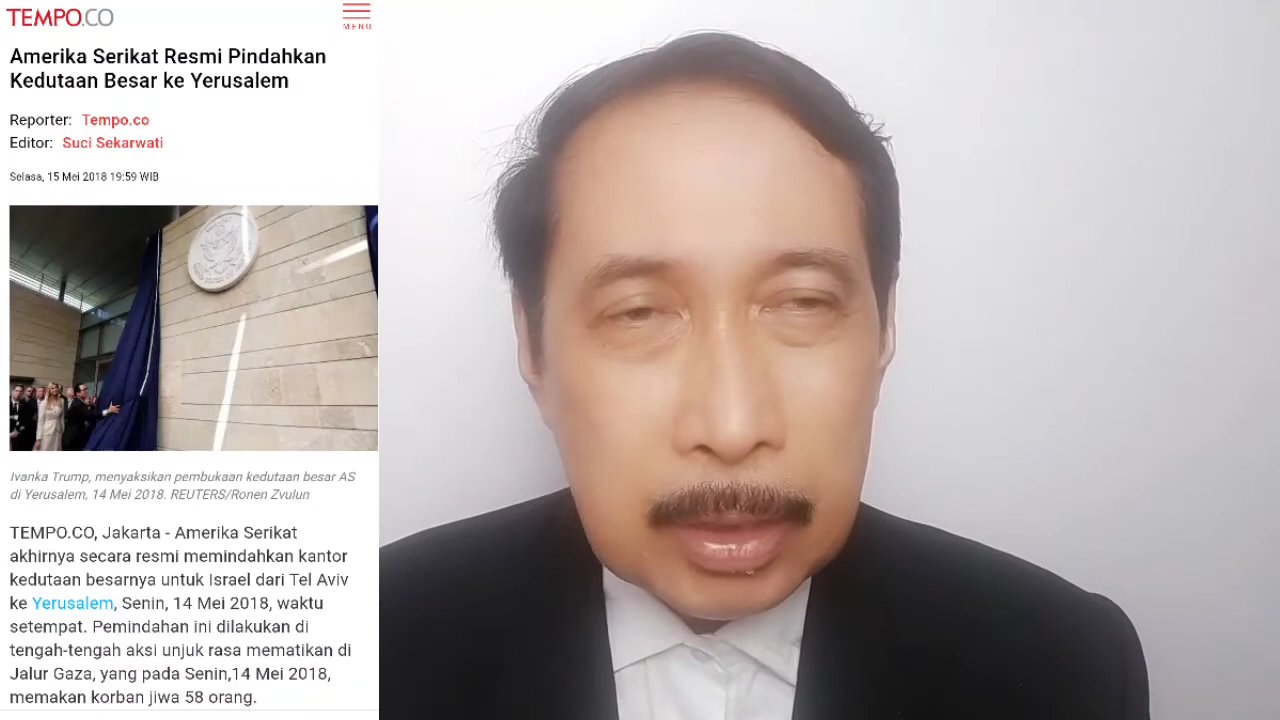 TEMPO.CO
MENU
Amerika Serikat Resmi Pindahkan
Kedutaan Besar ke Yerusalem
Reporter: Tempo.co
Editor: Suci Sekarwati
Selasa, 15 Mei 2018 19:59 WIB
Ivanka Trump, menyaksikan pembukaan kedutaan besar AS
di Yerusalem, 14 Mei 2018. REUTERS/Ronen Zvulun
TEMPO.CO, Jakarta - Amerika Serikat
akhirnya secara resmi memindahkan kantor
kedutaan besarnya untuk Israel dari Tel Aviv
ke Yerusalem, Senin, 14 Mei 2018, waktu
setempat. Pemindahan ini dilakukan di
tengah-tengah aksi unjuk rasa mematikan di
Jalur Gaza, yang pada Senin,14 Mei 2018,
memakan korban jiwa 58 orang.